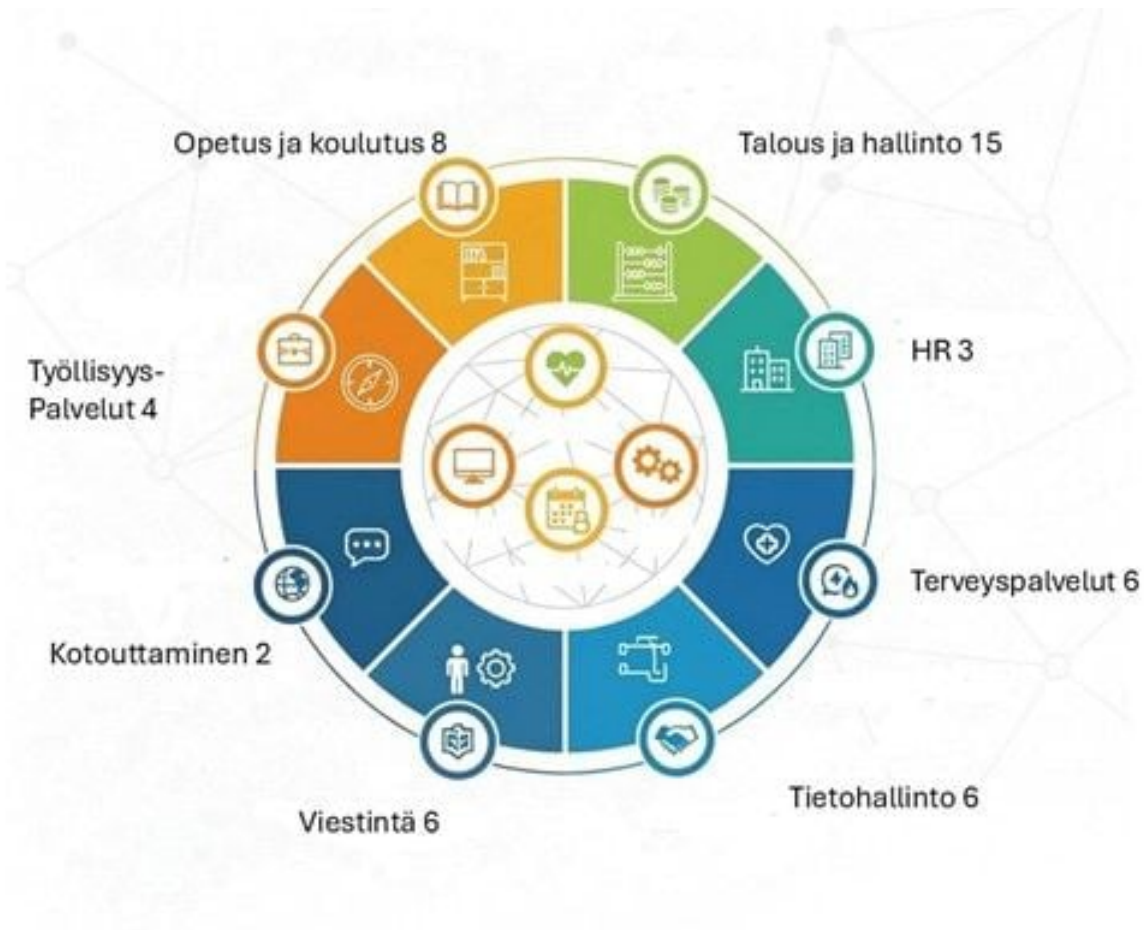 Opetus ja koulutus 8
Talous ja hallinto 15
HR 3
Työllisyys-
Palvelut 4
Terveyspalvelut 6
Kotouttaminen 2
Tietohallinto 6
Viestintä 6